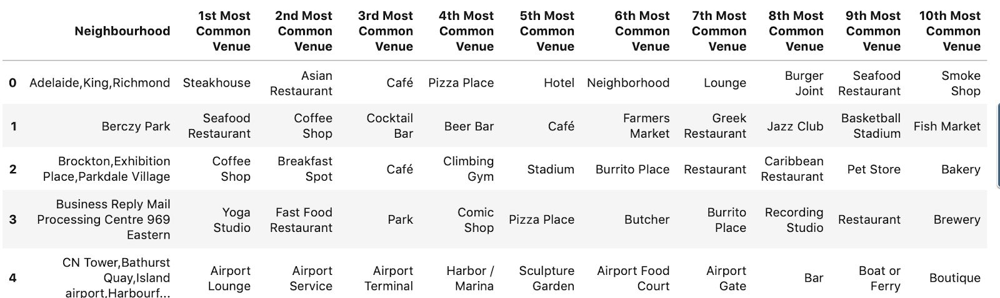 Neighbourhood 1st Most Common Venue 2nd Most Common Venue 3rd Most Common Venue 4th Most Common Venue 5th Most Common Venue 6th Most Common Venue 7th Most Common Venue 8th Most Common Venue 9th Most Common Venue 10th Most Common Venue
0 Adelaide,King,Richmond Steakhouse Asian Restaurant Café Pizza Place Hotel Neighborhood Lounge Burger Joint Seafood Restaurant Smoke Shop
1 Berczy Park Seafood Restaurant Coffee Shop Cocktail Bar Beer Bar Café Farmers Market Greek Restaurant Jazz Club Basketball Stadium Fish Market
2 Brockton,Exhibition Place,Parkdale Village Coffee Shop Breakfast Spot Café Climbing Gym Stadium Burrito Place Restaurant Caribbean Restaurant Pet Store Bakery
3 Business Reply Mail Processing Centre 969 Eastern Yoga Studio Fast Food Restaurant Park Comic Shop Pizza Place Butcher Burrito Place Recording Studio Restaurant Brewery
4 CN Tower,Bathurst Quay,Island airport,Harbourf... Airport Lounge Airport Service Airport Terminal Harbor / Marina Sculpture Garden Airport Food Court Airport Gate Bar Boat or Ferry Boutique